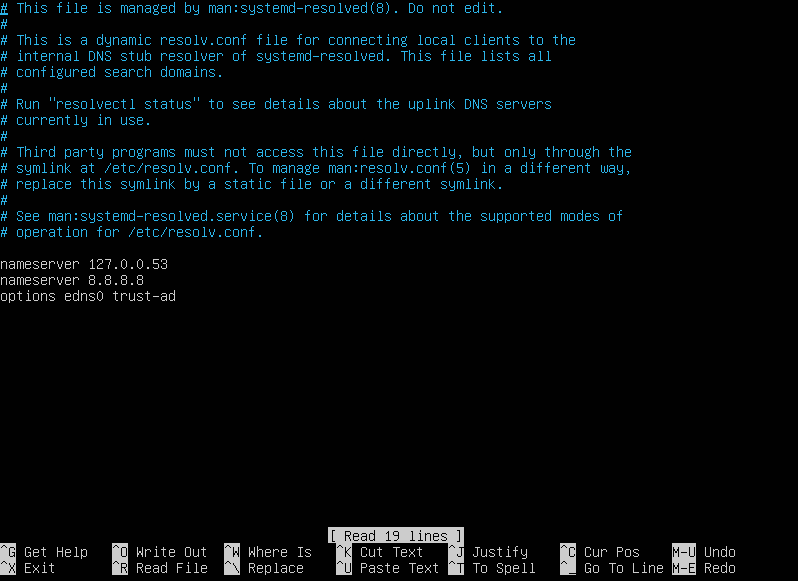 # This file is managed by man:systemd-resolved(8). Do not edit.
#
# This is a dynamic resolv.conf file for connecting local clients to the
# internal DNS stub resolver of systemd-resolved. This file lists all
# configured search domains.
#
# Run "resolvectl status" to see details about the uplink DNS servers
# currently in use.
#
# Third party programs must not access this file directly, but only through the
# symlink at /etc/resolv.conf. To manage man:resolv.conf(5) in a different way,
# replace this symlink by a static file or a different symlink.
#
# See man:systemd-resolved.service(8) for details about the supported modes of
# operation for /etc/resolv.conf.

nameserver 127.0.0.53
nameserver 8.8.8.8
options edns0 trust-ad

[ Read 19 lines ]
^G Get Help ^O Write Out ^W Where Is ^K Cut Text ^J Justify ^C Cur Pos M-U Undo
^X Exit ^R Read File ^\ Replace ^U Paste Text ^T To Spell ^_ Go To Line M-E Redo